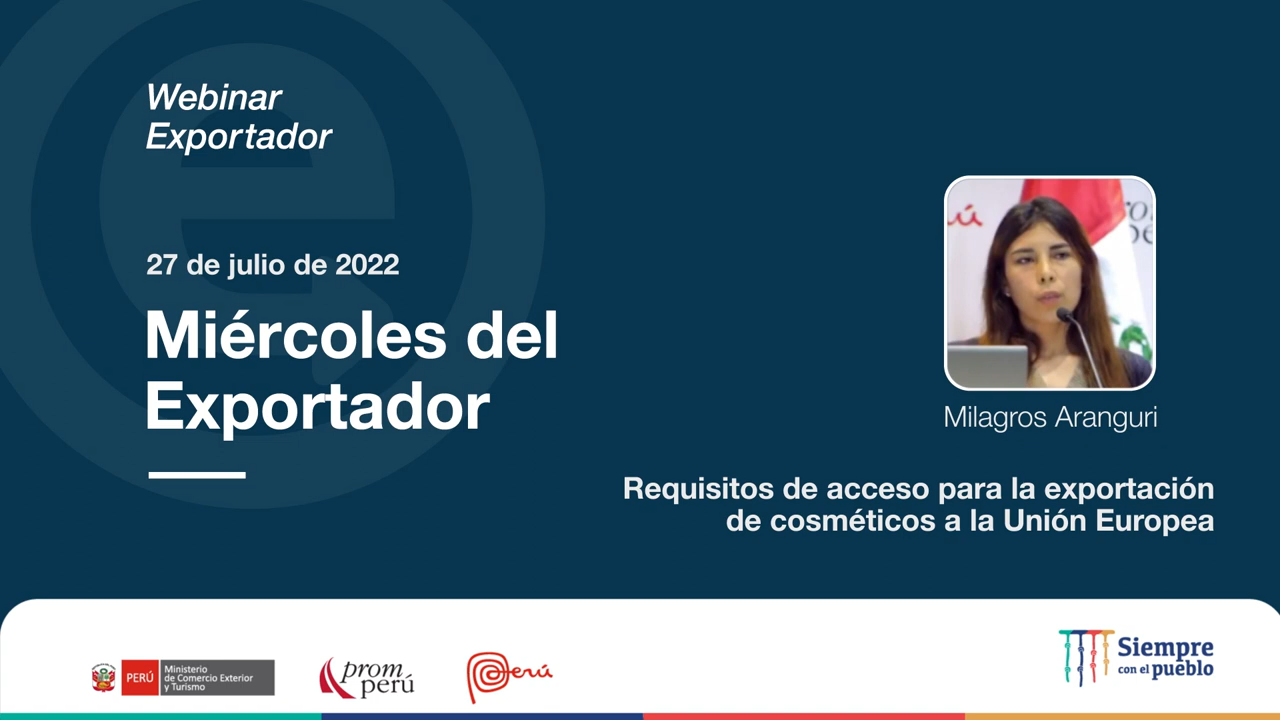 Webinar
Exportador
27 de julio de 2022
Miércoles del
Exportador
Milagros Aranguri
Requisitos de acceso para la exportación
de cosméticos a la Unión Europea
PERÚ
Ministerio
de Comercio Exterior
y Turismo
prom
perú
Perú
Siempre
con el pueblo